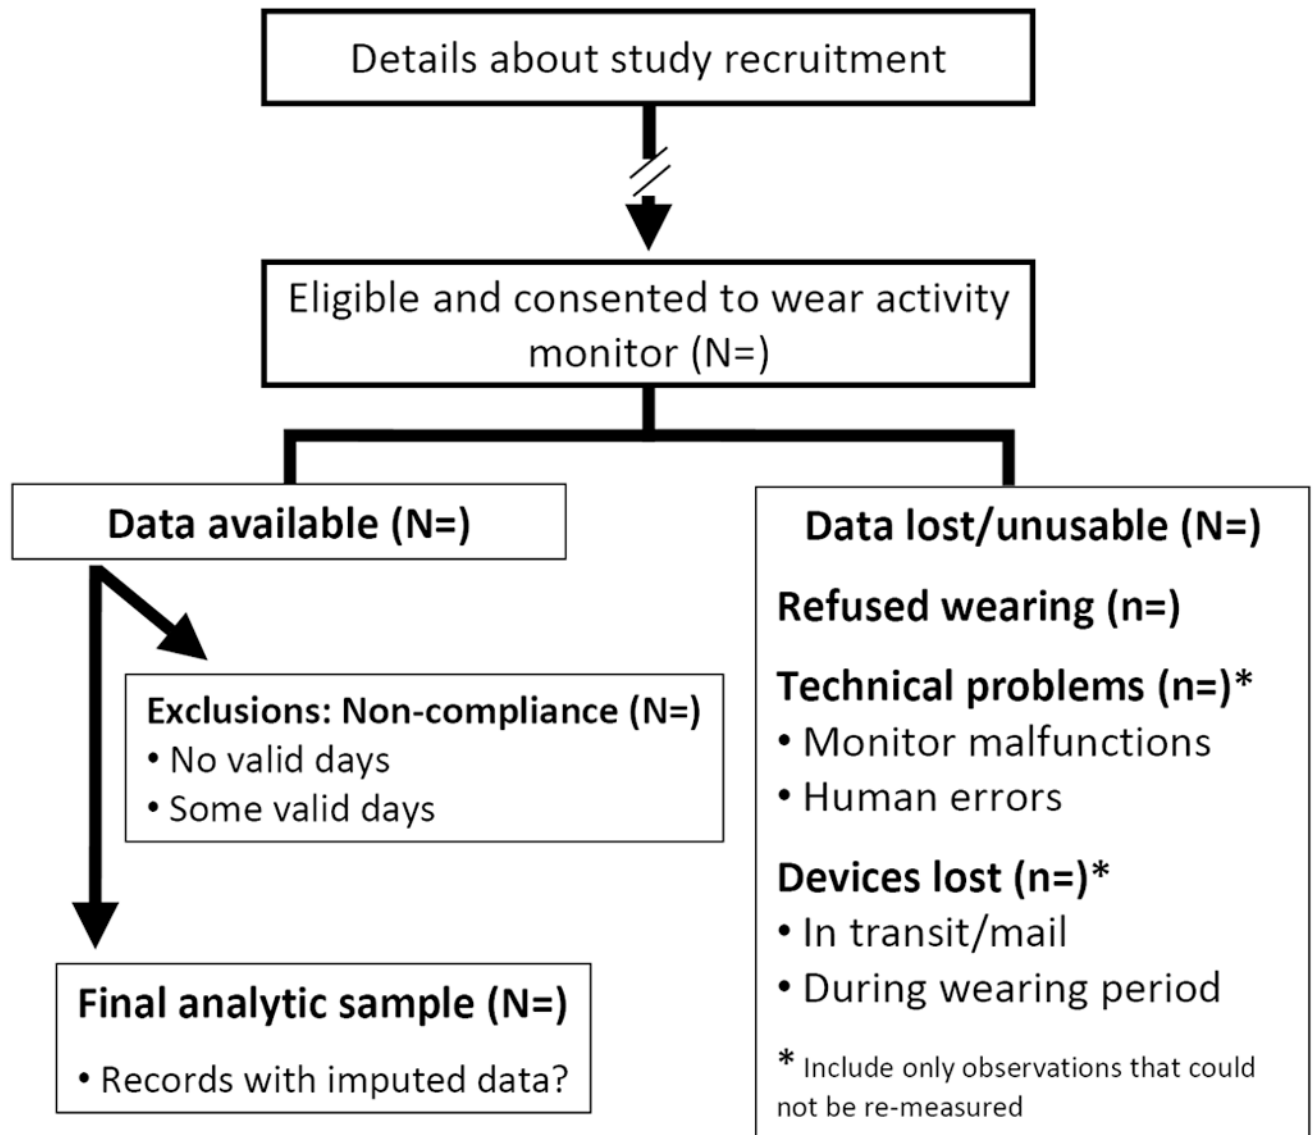 Details about study recruitment
Eligible and consented to wear activity
monitor (N=)
Data available (N=)
Exclusions: Non-compliance (N=)
• No valid days
• Some valid days
Final analytic sample (N=)
• Records with imputed data?
Data lost/unusable (N=)
Refused wearing (n=)
Technical problems (n=)*
• Monitor malfunctions
• Human errors
Devices lost (n=)*
• In transit/mail
• During wearing period
* Include only observations that could
not be re-measured